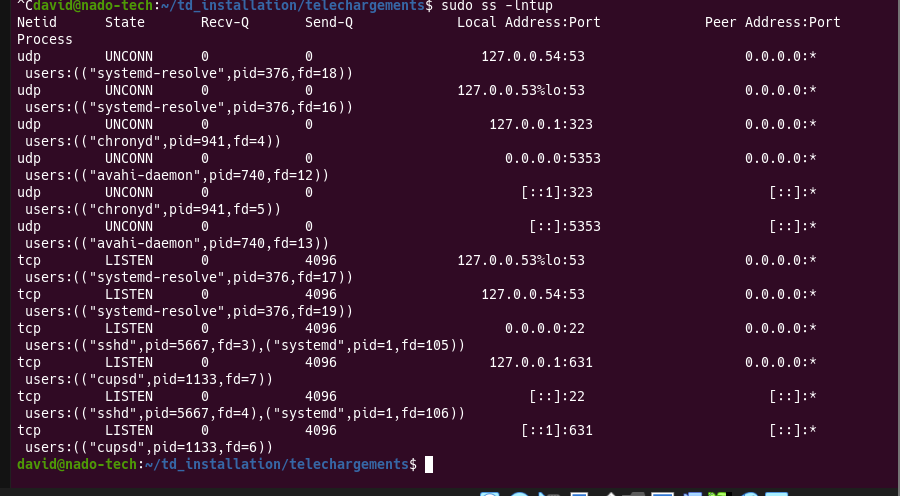 ^Cdavid@nado-tech:~/td_installation/telechargements$ sudo ss -lntup
Netid State Recv-Q Send-Q Local Address:Port Peer Address:Port
Process
udp UNCONN 0 0 127.0.0.54:53 0.0.0.0:*
users:(("systemd-resolve",pid=376,fd=18))
udp UNCONN 0 0 127.0.0.53%lo:53 0.0.0.0:*
users:(("systemd-resolve",pid=376,fd=16))
udp UNCONN 0 0 127.0.0.1:323 0.0.0.0:*
users:(("chronyd",pid=941,fd=4))
udp UNCONN 0 0 0.0.0.0:5353 0.0.0.0:*
users:(("avahi-daemon",pid=740,fd=12))
udp UNCONN 0 0 [::1]:323 [::]:*
users:(("chronyd",pid=941,fd=5))
udp UNCONN 0 0 [::]:5353 [::]:*
users:(("avahi-daemon",pid=740,fd=13))
tcp LISTEN 0 4096 127.0.0.53%lo:53 0.0.0.0:*
users:(("systemd-resolve",pid=376,fd=17))
tcp LISTEN 0 4096 127.0.0.54:53 0.0.0.0:*
users:(("systemd-resolve",pid=376,fd=19))
tcp LISTEN 0 4096 0.0.0.0:22 0.0.0.0:*
users:(("sshd",pid=5667,fd=3),("systemd",pid=1,fd=105))
tcp LISTEN 0 4096 127.0.0.1:631 0.0.0.0:*
users:(("cupsd",pid=1133,fd=7))
tcp LISTEN 0 4096 [::]:22 [::]:*
users:(("sshd",pid=5667,fd=4),("systemd",pid=1,fd=106))
tcp LISTEN 0 4096 [::1]:631 [::]:*
users:(("cupsd",pid=1133,fd=6))
david@nado-tech:~/td_installation/telechargements$